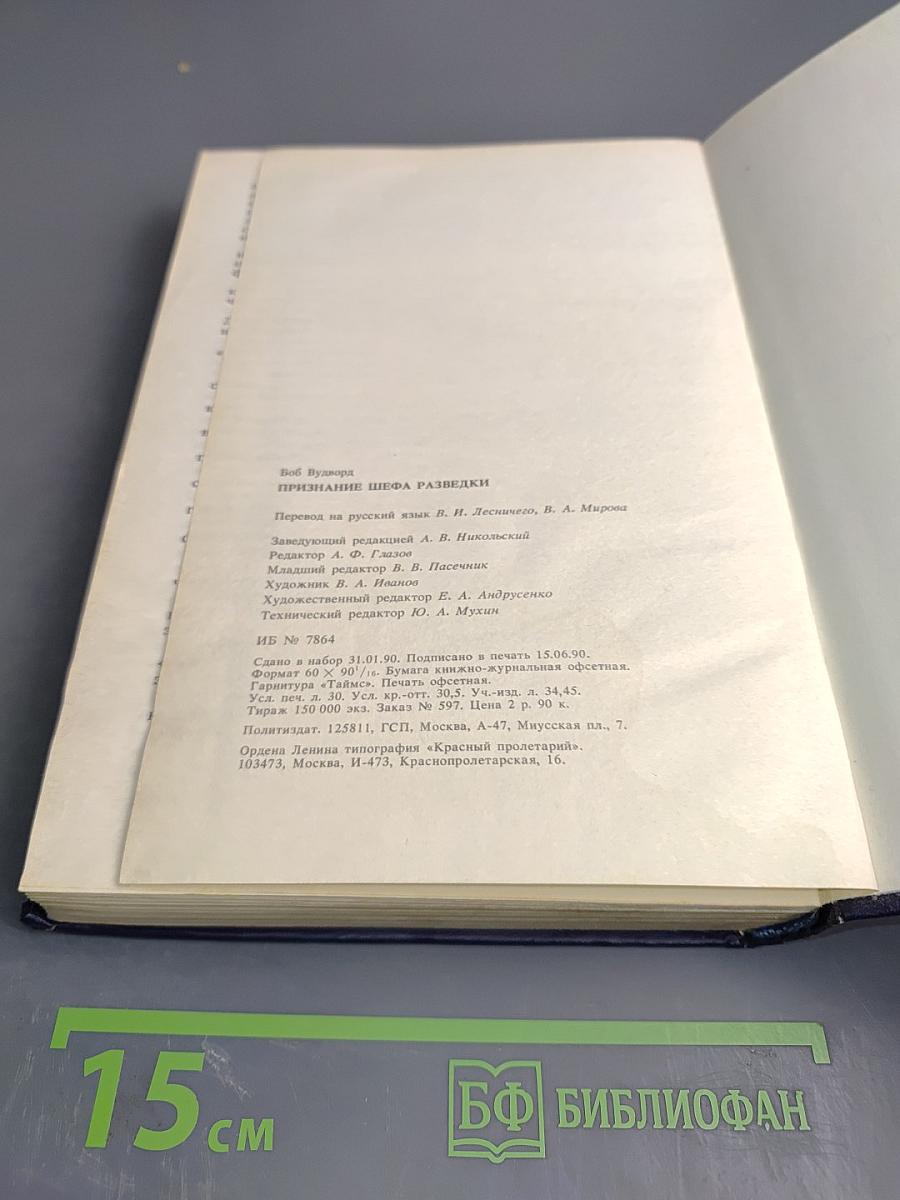 Боб Вудворд
ПРИЗНАНИЕ ШЕФА РАЗВЕДКИ
Перевод на русский язык В. И. Лесничего, В. А. Мирова
Заведующий редакцией А. В. Никольский
Редактор А. Ф. Глазов
Младший редактор В. В. Пасечник
Художник В. А. Иванов
Художественный редактор Е. А. Андрусенко
Технический редактор Ю. А. Мухин
ИБ № 7864
Сдано в набор 31.01.90. Подписано в печать 15.06.90.
Формат 60 × 90¹/₁₆. Бумага книжно-журнальная офсетная.
Гарнитура «Таймс». Печать офсетная.
Усл. печ. л. 30. Усл. кр.-отт. 30,5. Уч.-изд. л. 34,45.
Тираж 150 000 экз. Заказ № 597. Цена 2 р. 90 к.
Политиздат. 125811, ГСП, Москва, А-47, Миусская пл., 7.
Ордена Ленина типография «Красный пролетарий».
103473, Москва, И-473, Краснопролетарская, 16.
15 см
БФ БИБЛИОФАН